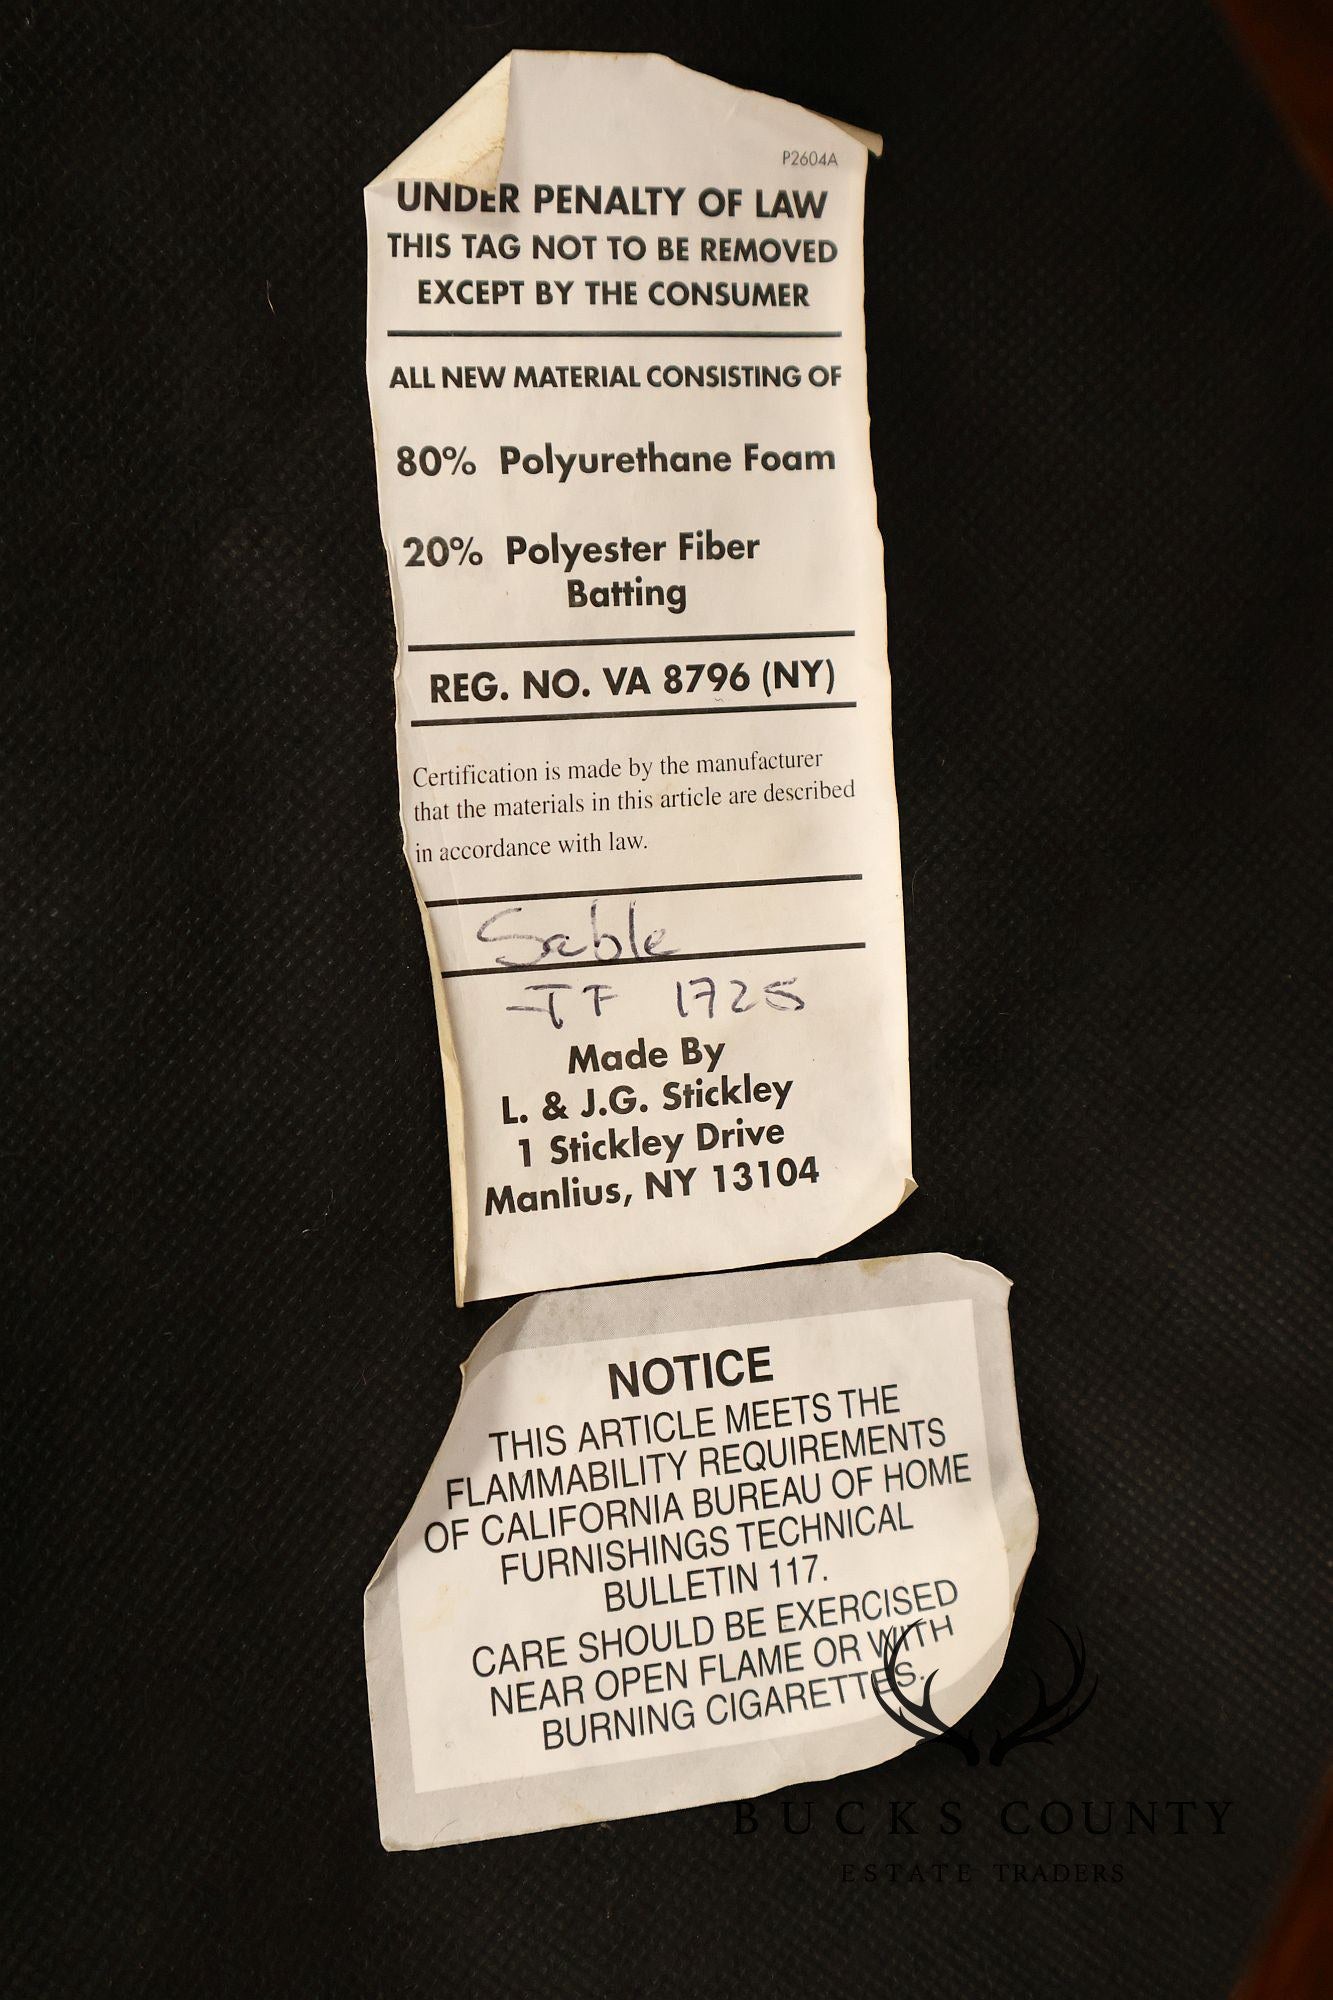 P2604A
UNDER PENALTY OF LAW
THIS TAG NOT TO BE REMOVED
EXCEPT BY THE CONSUMER
ALL NEW MATERIAL CONSISTING OF
80% Polyurethane Foam
20% Polyester Fiber
Batting
REG. NO. VA 8796 (NY)
Certification is made by the manufacturer
that the materials in this article are described
in accordance with law.
Sable
TF 1725
Made By
L. & J.G. Stickley
1 Stickley Drive
Manlius, NY 13104
NOTICE
THIS ARTICLE MEETS THE
FLAMMABILITY REQUIREMENTS
OF CALIFORNIA BUREAU OF HOME
FURNISHINGS TECHNICAL
BULLETIN 117.
CARE SHOULD BE EXERCISED
NEAR OPEN FLAME OR WITH
BURNING CIGARETTES.
BUCKS COUNTY
ESTATE TRADERS